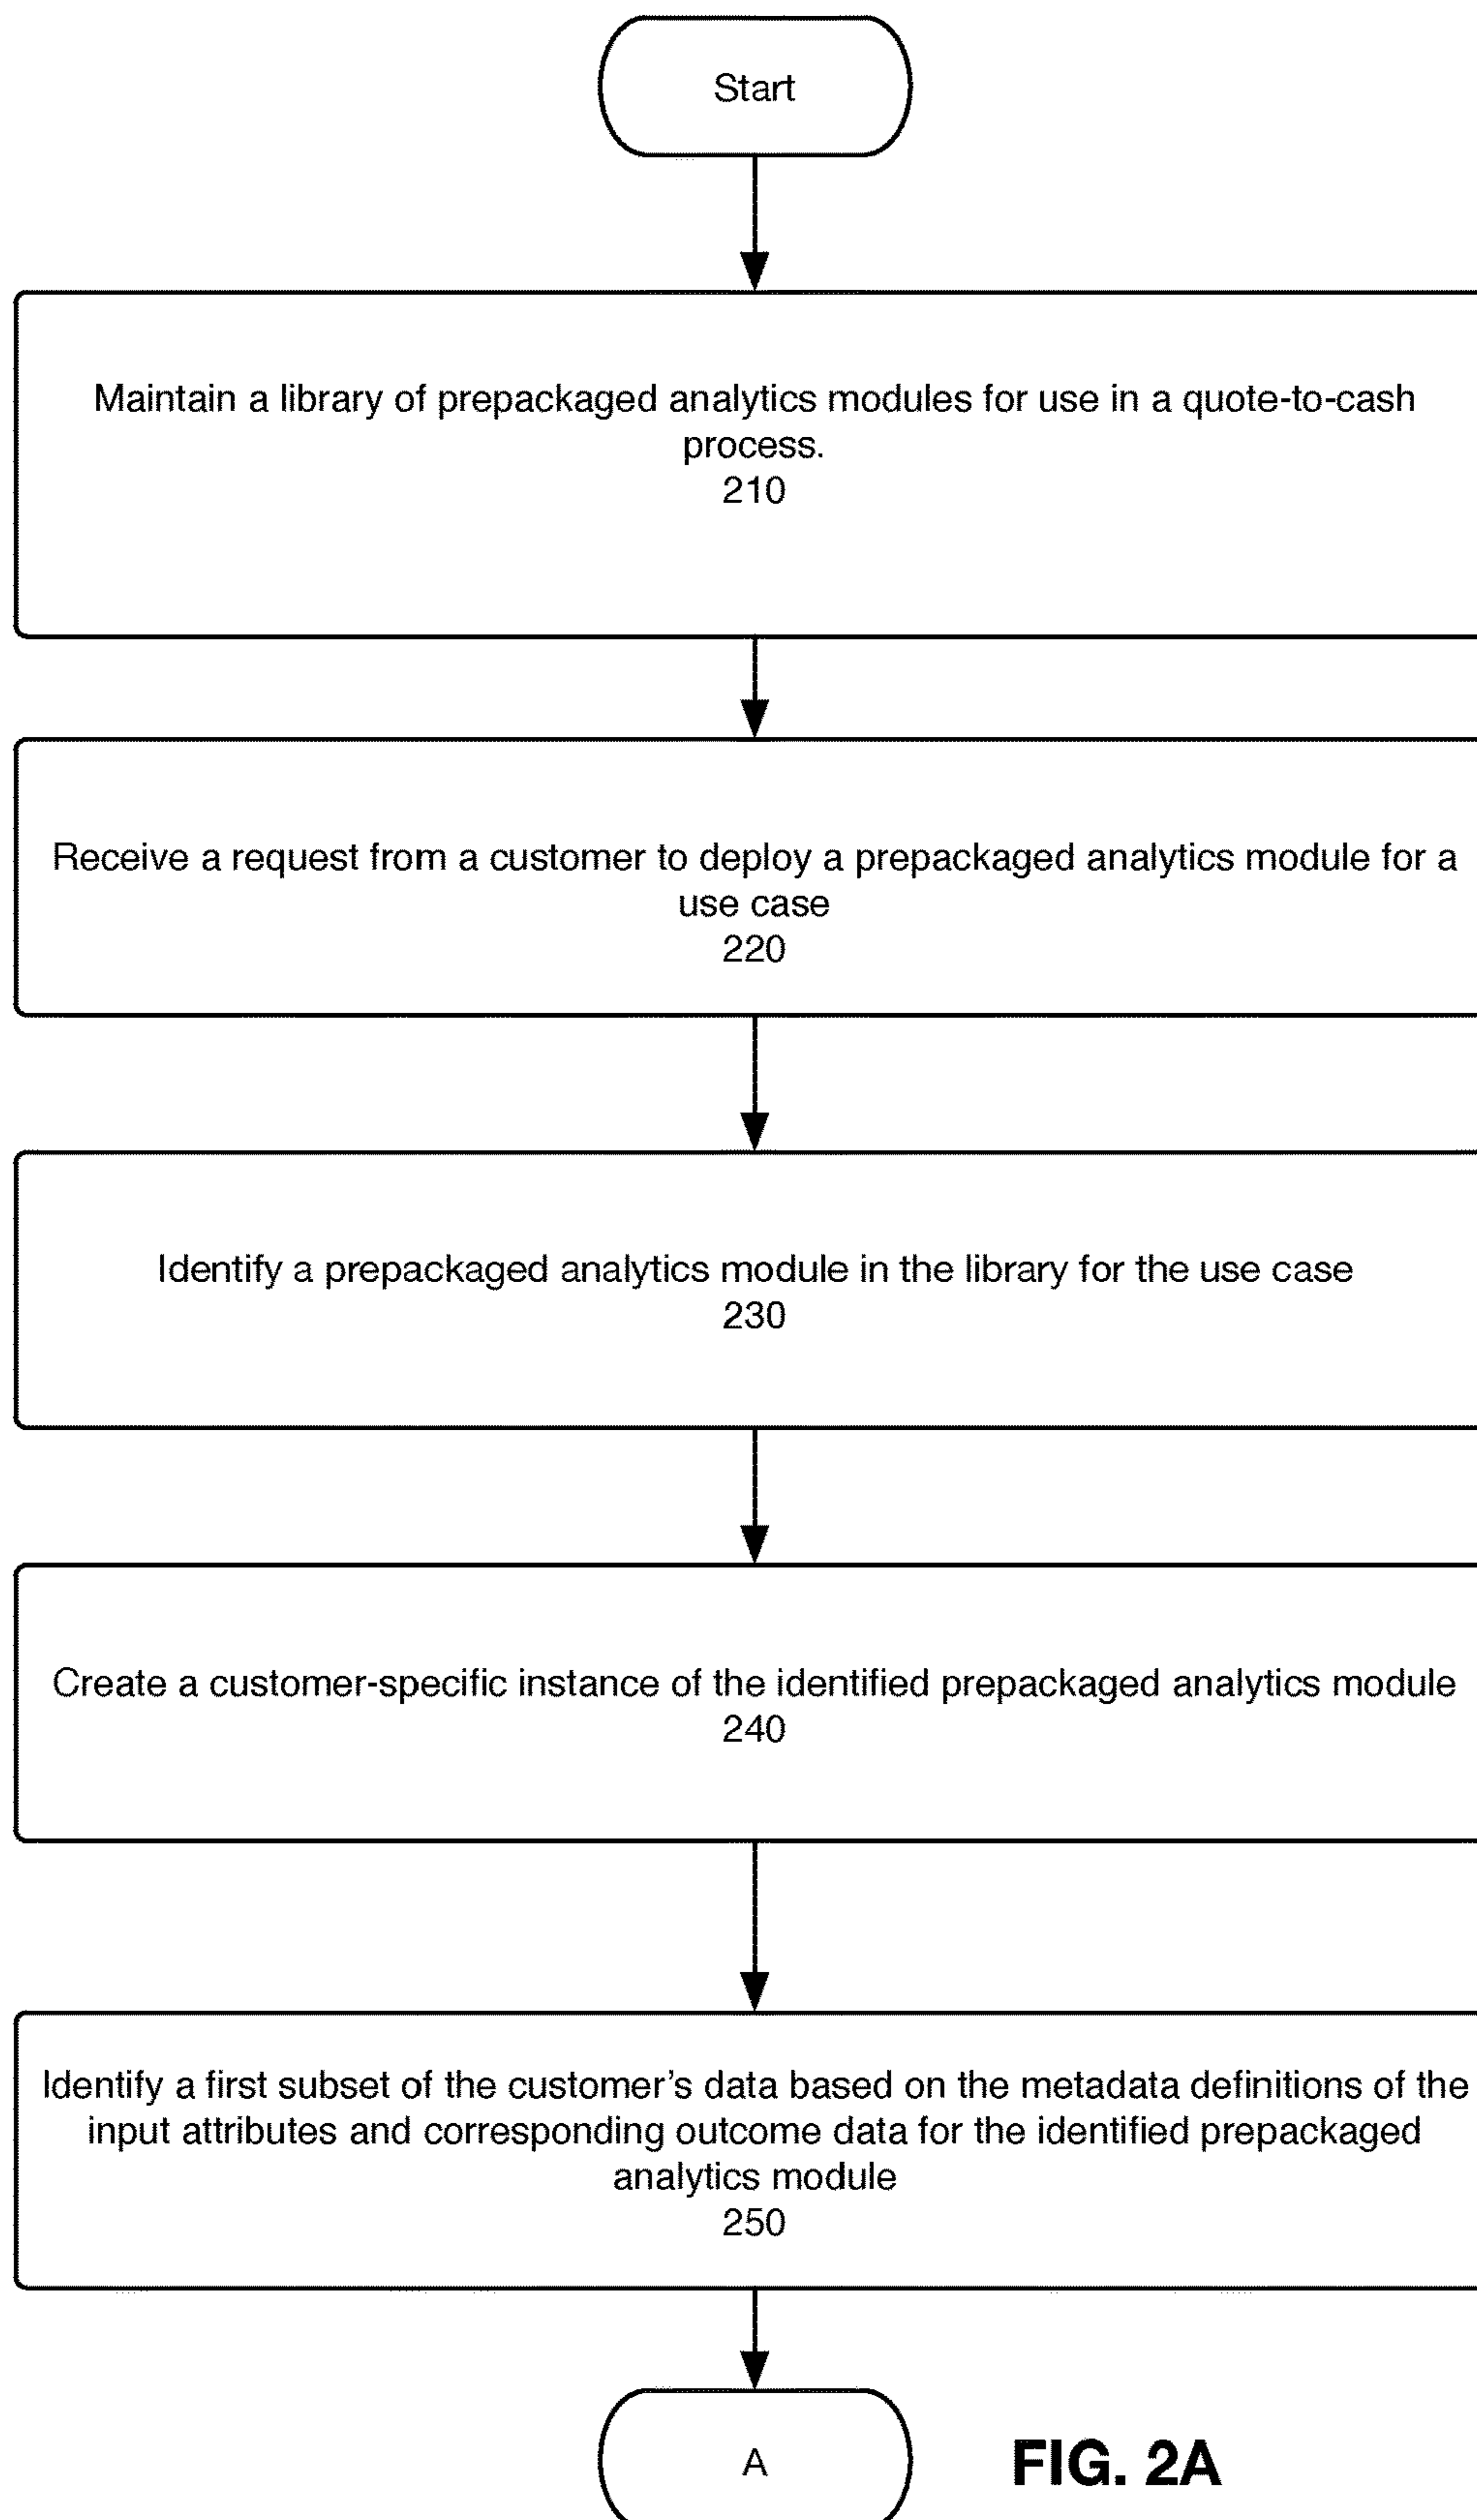 Start
Maintain a library of prepackaged analytics modules for use in a quote-to-cash
process.
210
Receive a request from a customer to deploy a prepackaged analytics module for a
use case
220
Identify a prepackaged analytics module in the library for the use case
230
Create a customer-specific instance of the identified prepackaged analytics module
240
Identify a first subset of the customer’s data based on the metadata definitions of the
input attributes and corresponding outcome data for the identified prepackaged
analytics module
250
A
FIG. 2A